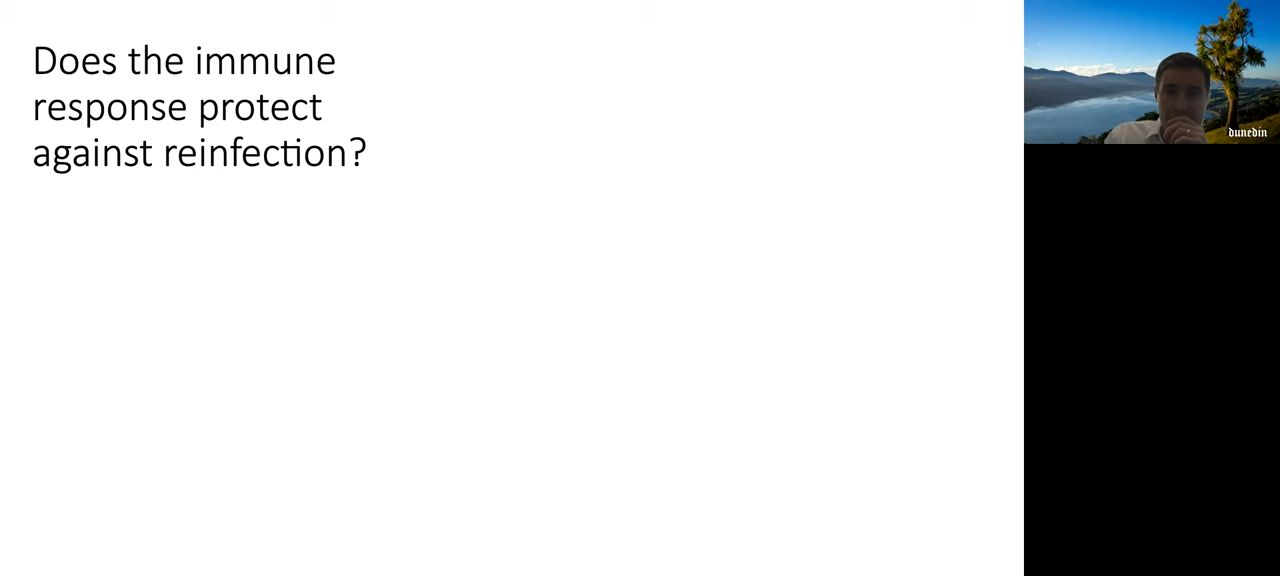 Does the immune
response protect
against reinfection?
dunedin